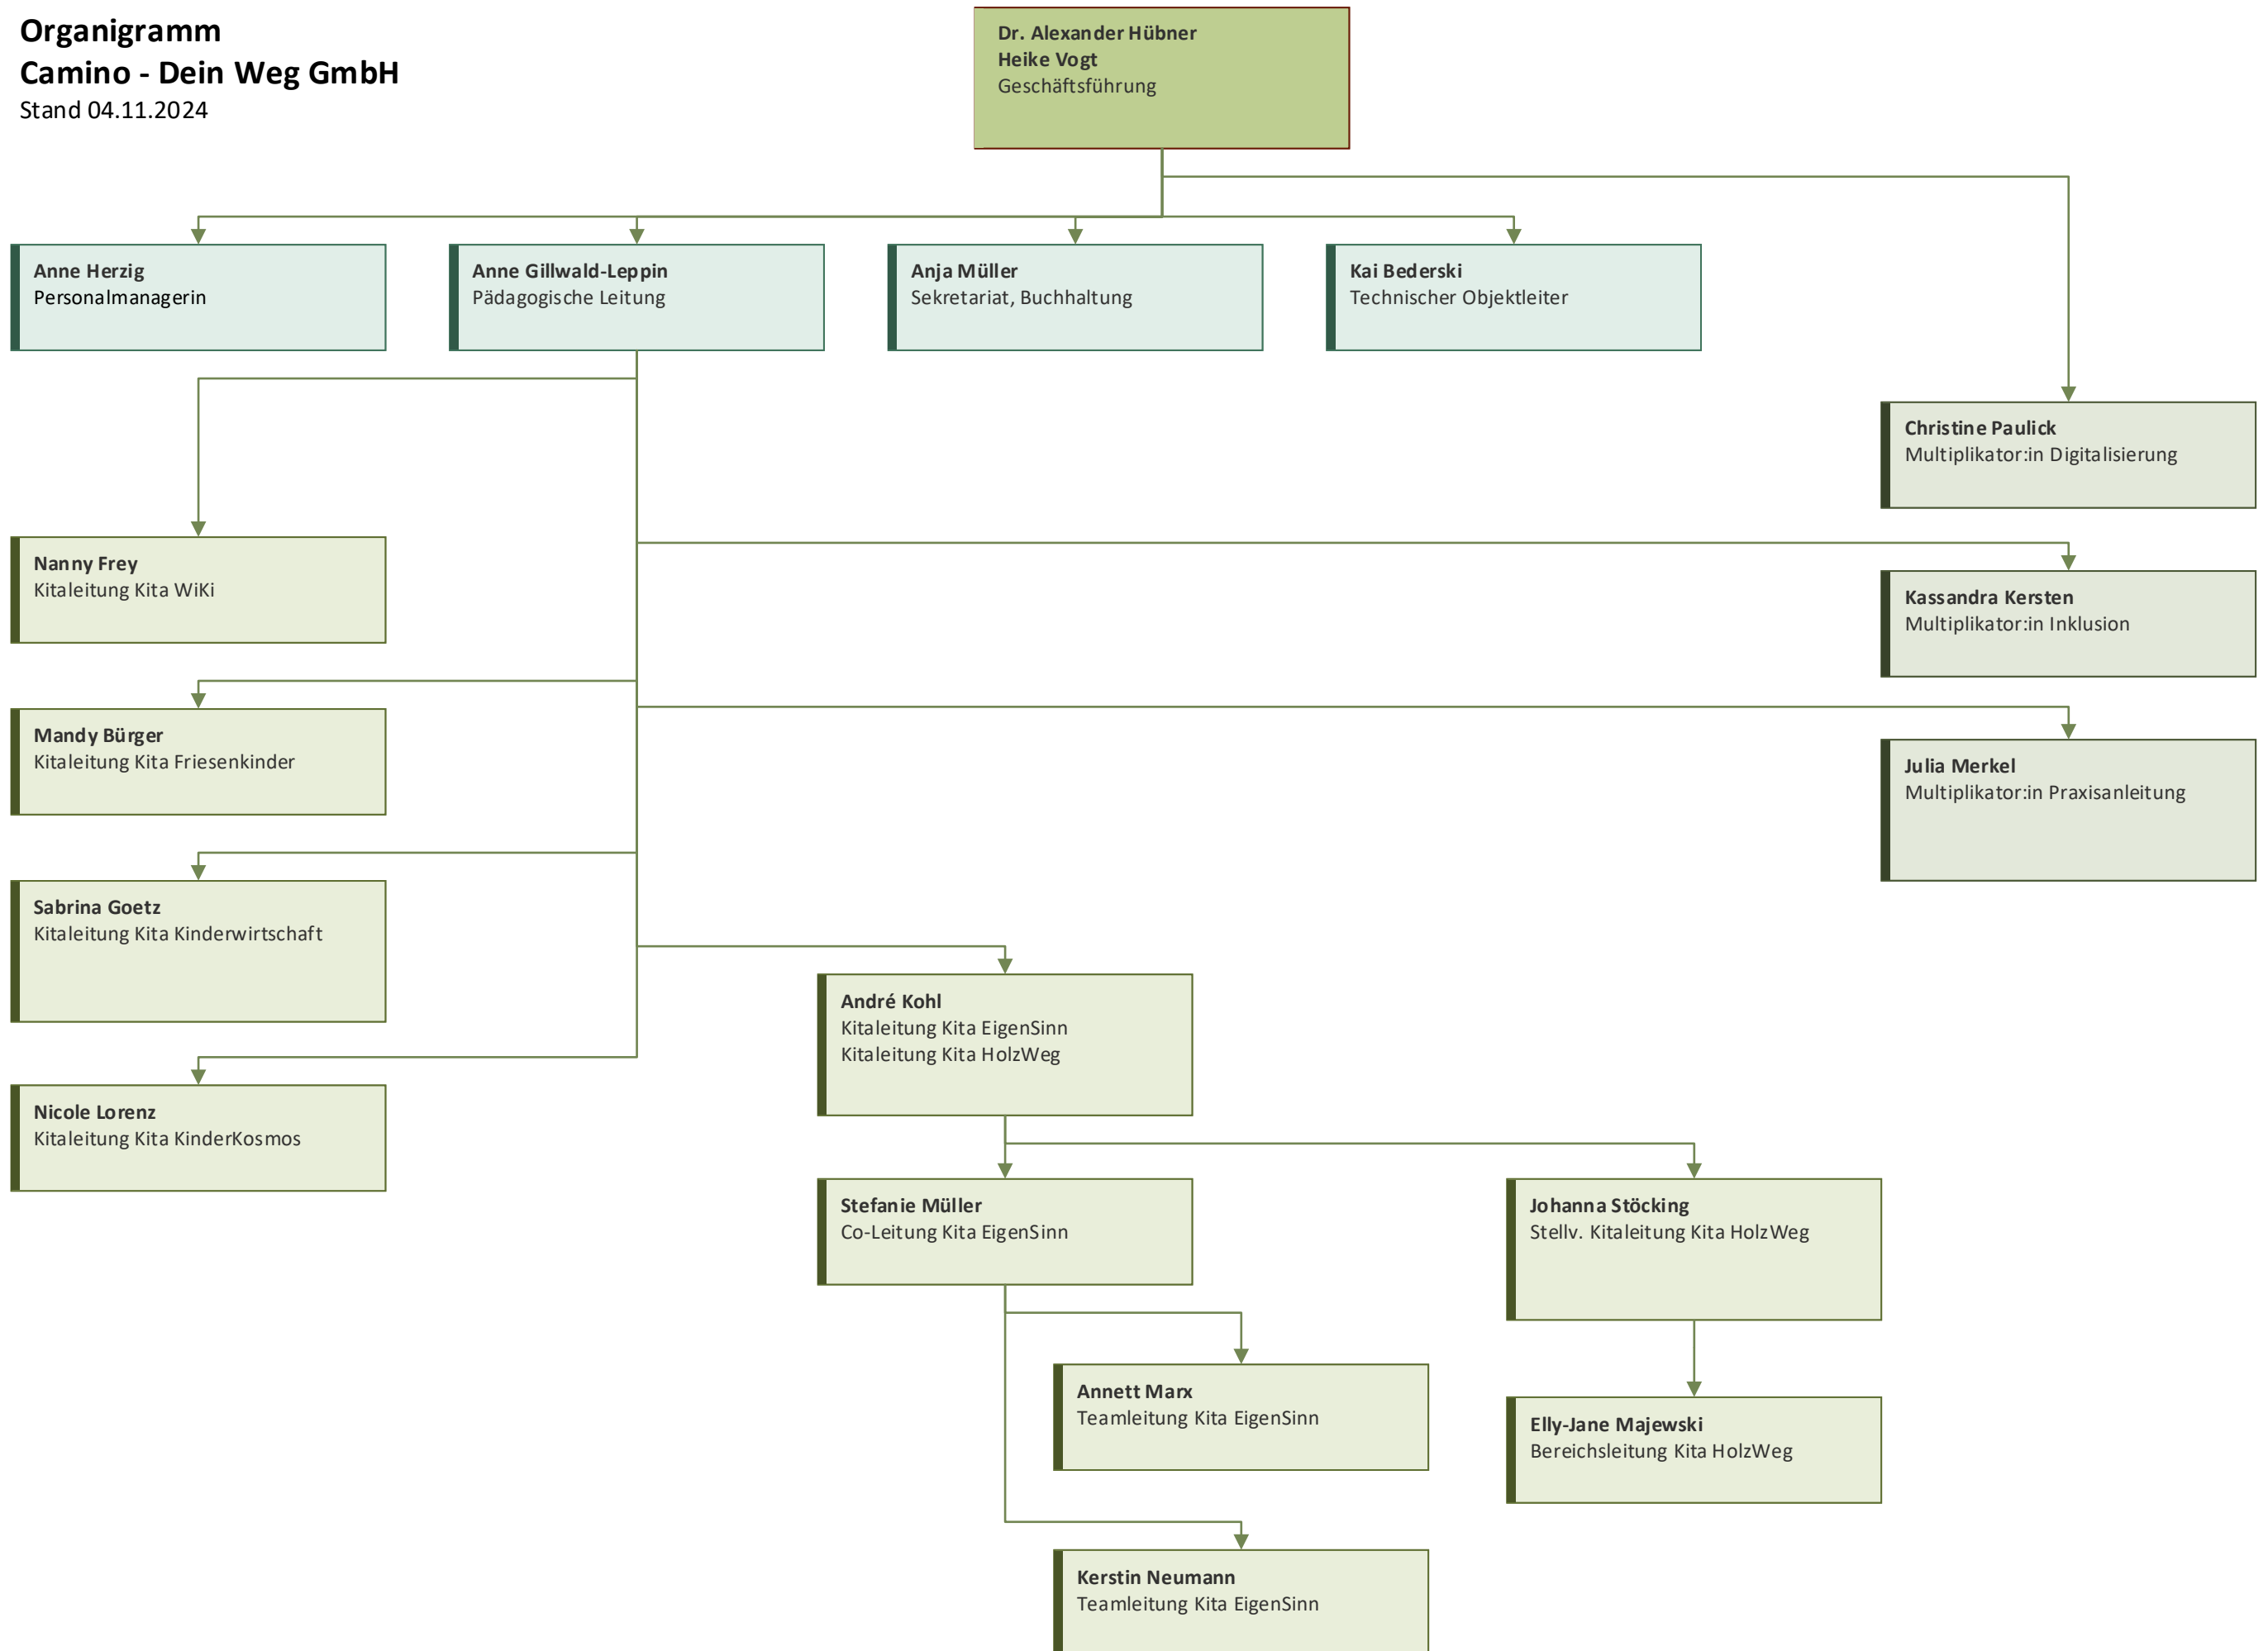 Organigramm
Camino - Dein Weg GmbH
Stand 04.11.2024
Dr. Alexander Hübner
Heike Vogt
Geschäftsführung
Anne Herzig
Personalmanagerin
Anne Gillwald-Leppin
Pädagogische Leitung
Anja Müller
Sekretariat, Buchhaltung
Kai Bederski
Technischer Objektleiter
Christine Paulick
Multiplikator:in Digitalisierung
Nanny Frey
Kitaleitung Kita WiKi
Kassandra Kersten
Multiplikator:in Inklusion
Mandy Bürger
Kitaleitung Kita Friesenkinder
Julia Merkel
Multiplikator:in Praxisanleitung
Sabrina Goetz
Kitaleitung Kita Kinderwirtschaft
André Kohl
Kitaleitung Kita EigenSinn
Kitaleitung Kita HolzWeg
Nicole Lorenz
Kitaleitung Kita KinderKosmos
Stefanie Müller
Co-Leitung Kita EigenSinn
Johanna Stöcking
Stellv. Kitaleitung Kita HolzWeg
Annett Marx
Teamleitung Kita EigenSinn
Elly-Jane Majewski
Bereichsleitung Kita HolzWeg
Kerstin Neumann
Teamleitung Kita EigenSinn